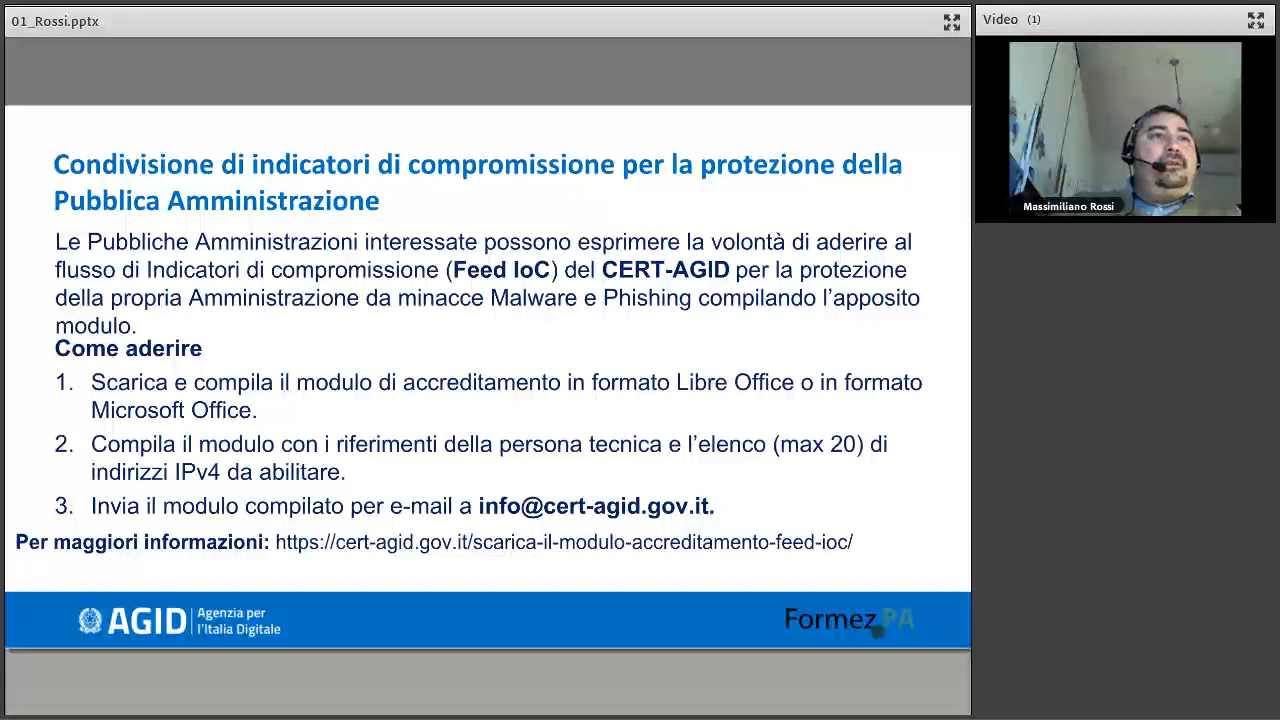 01_Rossi.pptx
Video (1)
Massimiliano Rossi
Condivisione di indicatori di compromissione per la protezione della
Pubblica Amministrazione
Le Pubbliche Amministrazioni interessate possono esprimere la volontà di aderire al
flusso di Indicatori di compromissione (Feed IoC) del CERT-AGID per la protezione
della propria Amministrazione da minacce Malware e Phishing compilando l’apposito
modulo.
Come aderire
1. Scarica e compila il modulo di accreditamento in formato Libre Office o in formato
Microsoft Office.
2. Compila il modulo con i riferimenti della persona tecnica e l’elenco (max 20) di
indirizzi IPv4 da abilitare.
3. Invia il modulo compilato per e-mail a info@cert-agid.gov.it.
Per maggiori informazioni: https://cert-agid.gov.it/scarica-il-modulo-accreditamento-feed-ioc/
AGID
Agenzia per
l’Italia Digitale
Formez PA